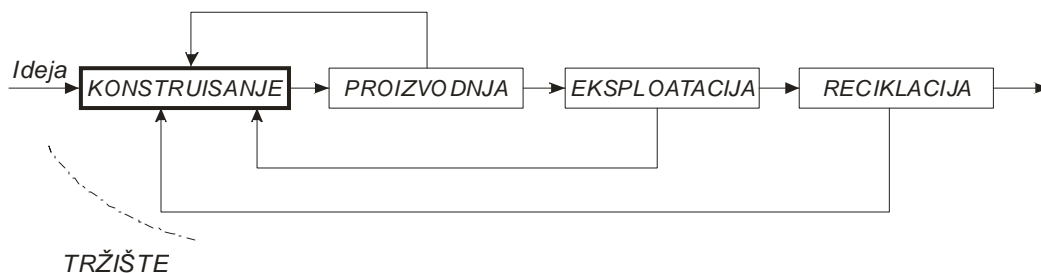 Ideja
KONSTRUISANJE
PROIZVODNJA
EKSPLOATACIJA
RECIKLACIJA
TRŽIŠTE